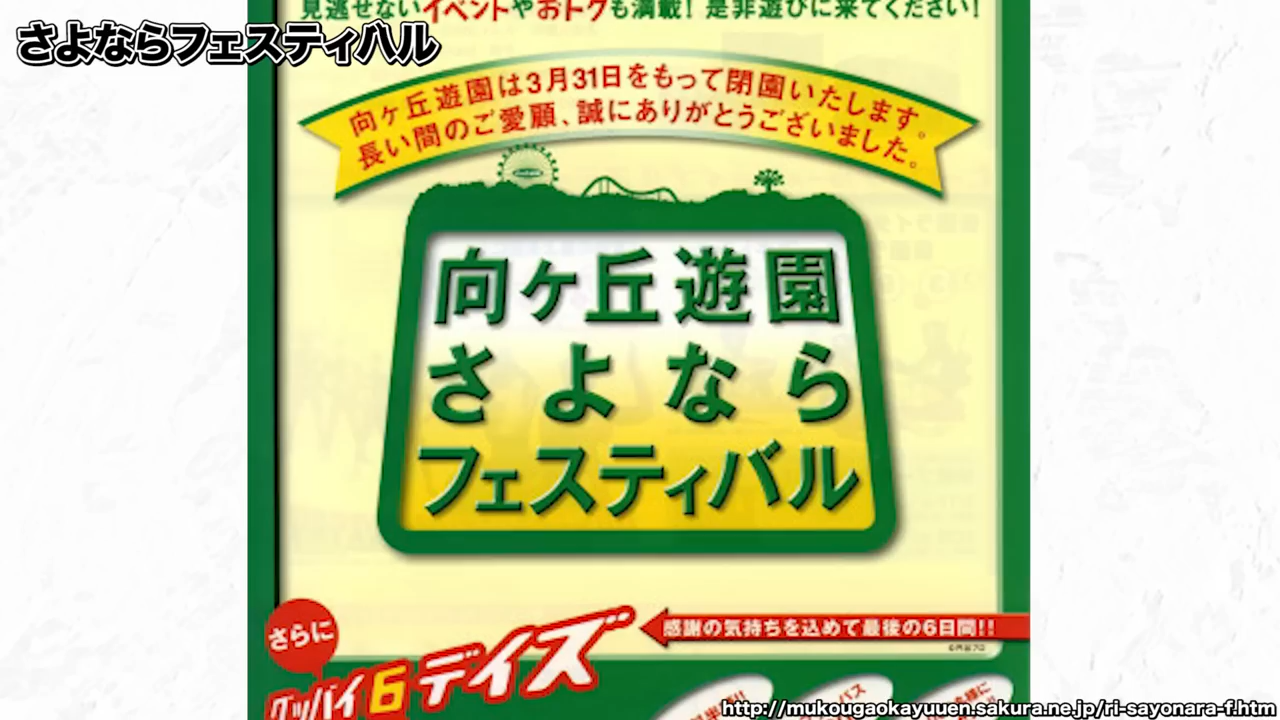 見逃せないイベントやおトクも満載！是非遊びに来てください！
さよならフェスティハル
向ヶ丘遊園は3月31日をもって閉園いたします。
長い間のご愛顧、誠にありがとうございました。
向ヶ丘遊園
さよなら
フェスティバル
さらに
グッバイ6デイズ
感謝の気持ちを込めて最後の6日間!!
http://mukougaokayuuen.sakura.ne.jp/ri-sayonara-f.htm